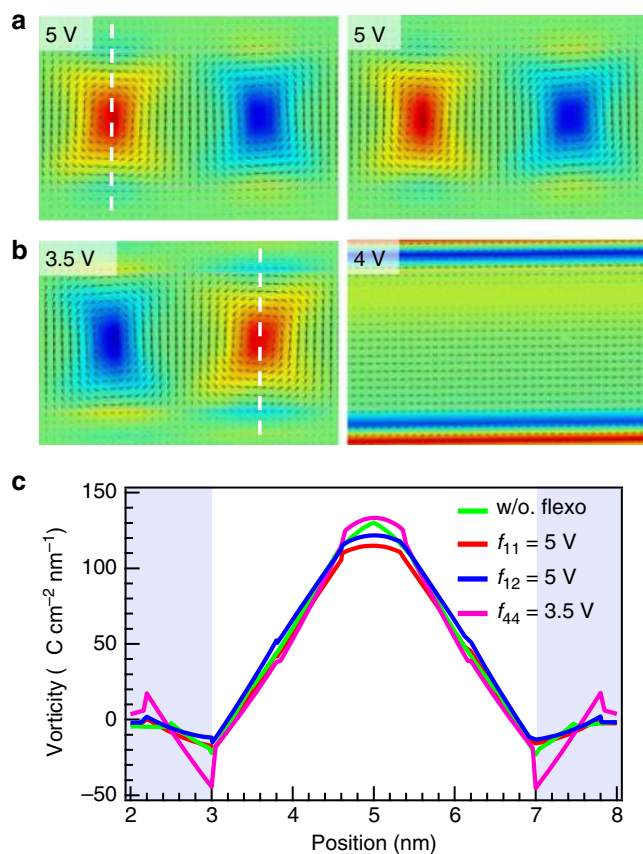 a
5 V
5 V
b
3.5 V
4 V
c
150
100
50
0
−50
Vorticity ( C cm⁻² nm⁻¹)
w/o. flexo
f₁₁ = 5 V
f₁₂ = 5 V
f₄₄ = 3.5 V
2 3 4 5 6 7 8
Position (nm)